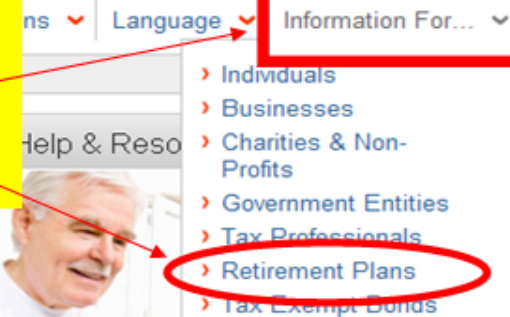 ns Language Information For...
Individuals
Businesses
Help & Reso
Charities & Non-
Profits
Government Entities
Tax Professionals
Retirement Plans
Tax Exempt Bonds